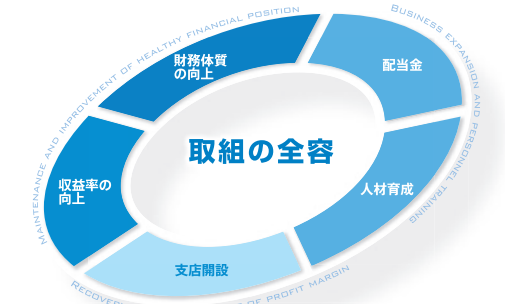 MAINTENANCE AND IMPROVEMENT OF HEALTHY FINANCIAL POSITION
BUSINESS EXPANSION AND PERSONNEL TRAINING
財務体質
の向上
配当金
取組の全容
収益率の
向上
人材育成
支店開設
RECOVERY
OF PROFIT MARGIN